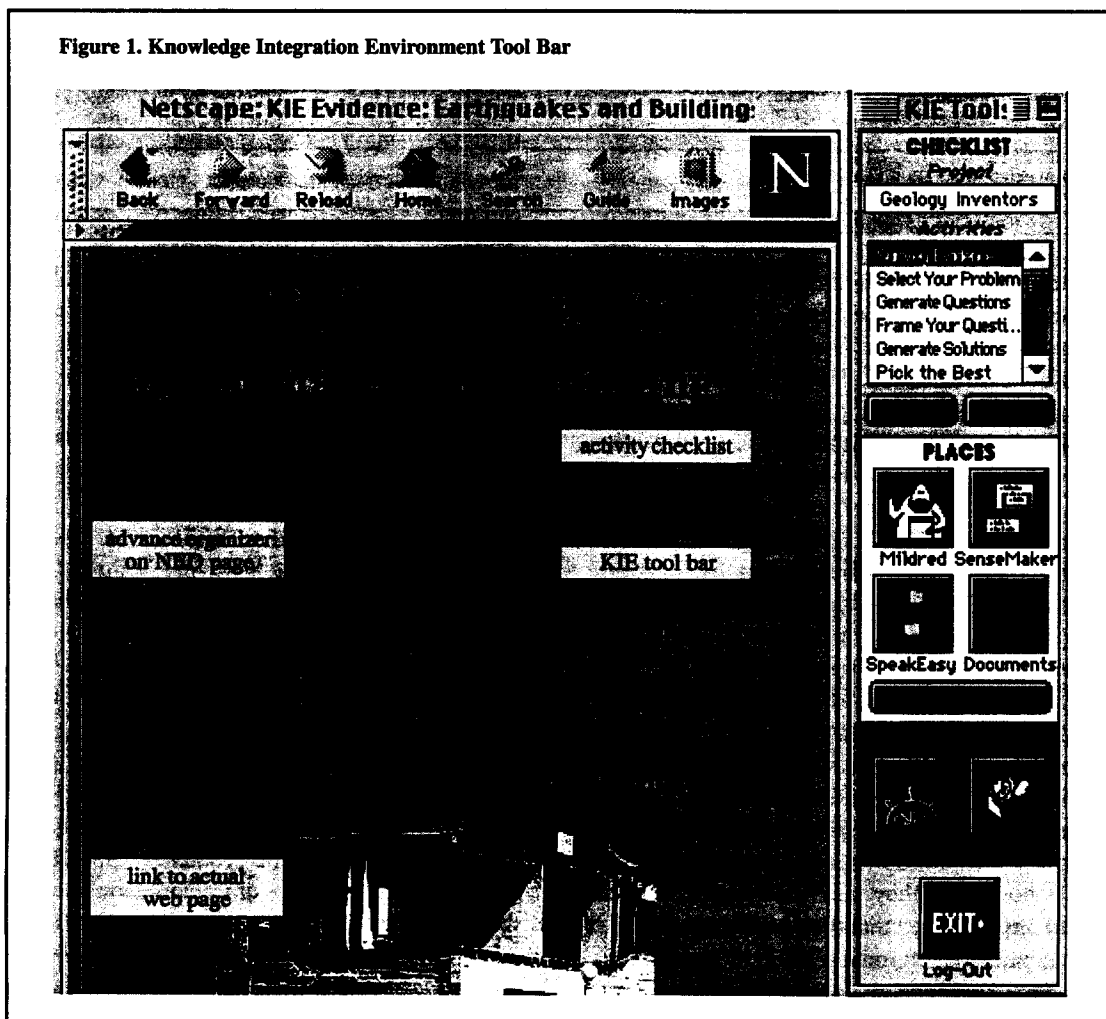 Figure 1. Knowledge Integration Environment Tool Bar
Netscape: KIE Evidence: Earthquakes and Building:
Back Forward Reload Home Search Guide Images
N
activity checklist
advance organizer
on NED page
KIE tool bar
link to actual
web page
KIE Tools
CHECKLIST
Project
Geology Inventors
Activities
Select Your Problem
Generate Questions
Frame Your Questi..
Generate Solutions
Pick the Best
PLACES
Mildred SenseMaker
SpeakEasy Documents
EXIT
Log-Out